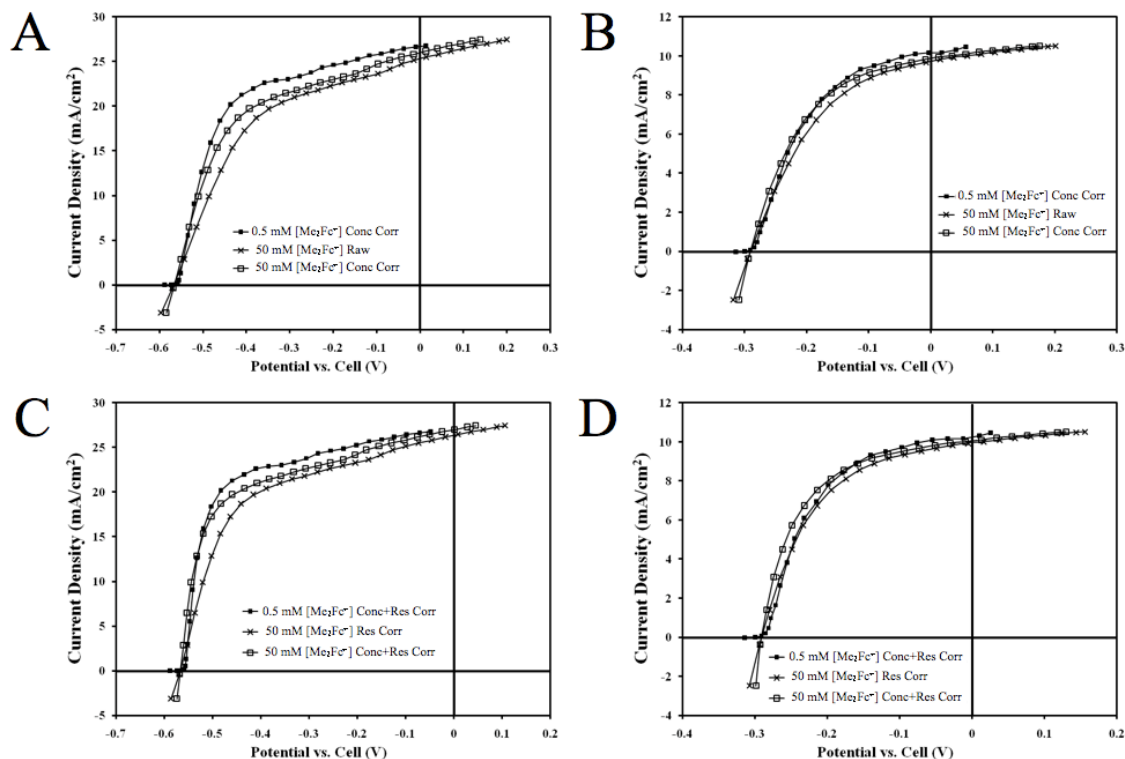 A
Current Density (mA/cm²)
30
25
20
15
10
5
0
-5
0.5 mM [Me₂Fc⁺] Conc Corr
50 mM [Me₂Fc⁺] Raw
50 mM [Me₂Fc⁺] Conc Corr
-0.7 -0.6 -0.5 -0.4 -0.3 -0.2 -0.1 0 0.1 0.2 0.3
Potential vs. Cell (V)
B
Current Density (mA/cm²)
12
10
8
6
4
2
0
-2
-4
0.5 mM [Me₂Fc⁺] Conc Corr
50 mM [Me₂Fc⁺] Raw
50 mM [Me₂Fc⁺] Conc Corr
-0.4 -0.3 -0.2 -0.1 0 0.1 0.2 0.3
Potential vs. Cell (V)
C
Current Density (mA/cm²)
30
25
20
15
10
5
0
-5
0.5 mM [Me₂Fc⁺] Conc+Res Corr
50 mM [Me₂Fc⁺] Res Corr
50 mM [Me₂Fc⁺] Conc+Res Corr
-0.7 -0.6 -0.5 -0.4 -0.3 -0.2 -0.1 0 0.1 0.2
Potential vs. Cell (V)
D
Current Density (mA/cm²)
12
10
8
6
4
2
0
-2
-4
0.5 mM [Me₂Fc⁺] Conc+Res Corr
50 mM [Me₂Fc⁺] Res Corr
50 mM [Me₂Fc⁺] Conc+Res Corr
-0.4 -0.3 -0.2 -0.1 0 0.1 0.2
Potential vs. Cell (V)